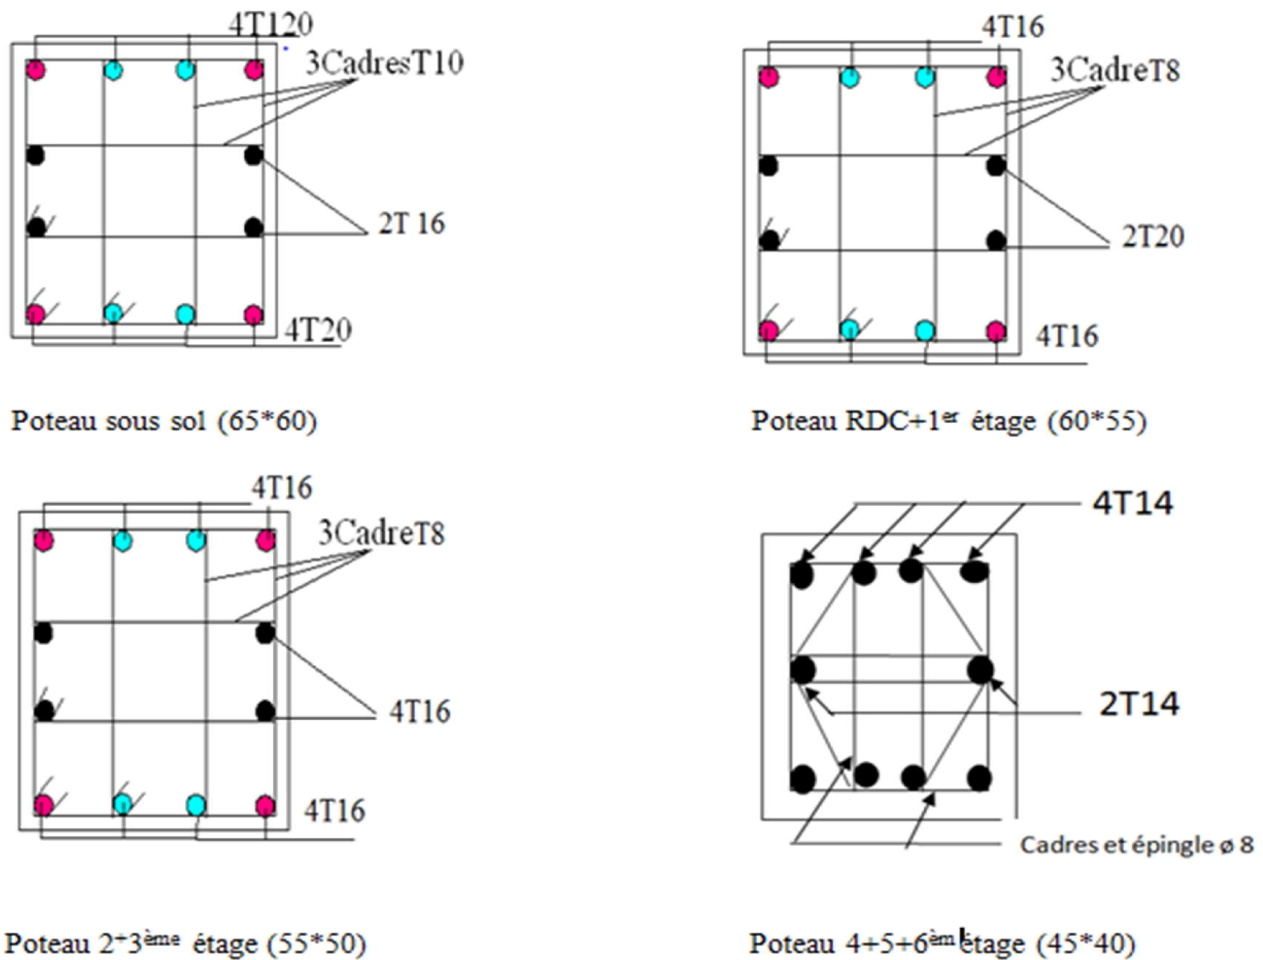 4T120
3CadresT10
2T 16
4T20
Poteau sous sol (65*60)
4T16
3CadreT8
2T20
4T16
Poteau RDC+1er étage (60*55)
4T16
3CadreT8
4T16
4T16
Poteau 2+3ème étage (55*50)
4T14
2T14
Cadres et épingle ø 8
Poteau 4+5+6èm étage (45*40)